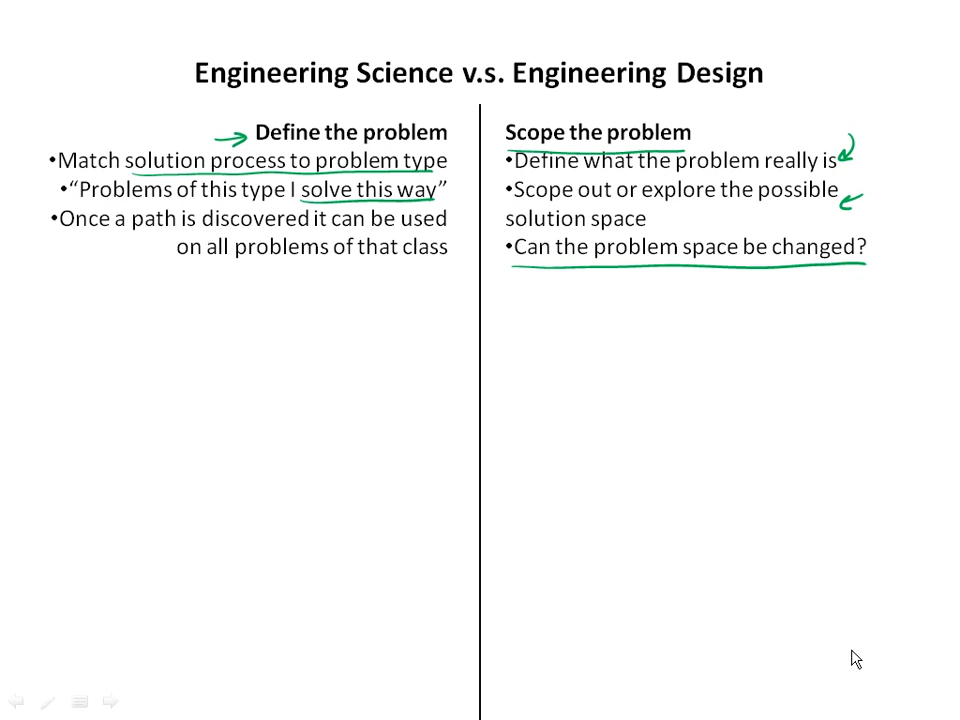 Engineering Science v.s. Engineering Design
Define the problem
•Match solution process to problem type
•“Problems of this type I solve this way”
•Once a path is discovered it can be used
on all problems of that class
Scope the problem
•Define what the problem really is
•Scope out or explore the possible
solution space
•Can the problem space be changed?